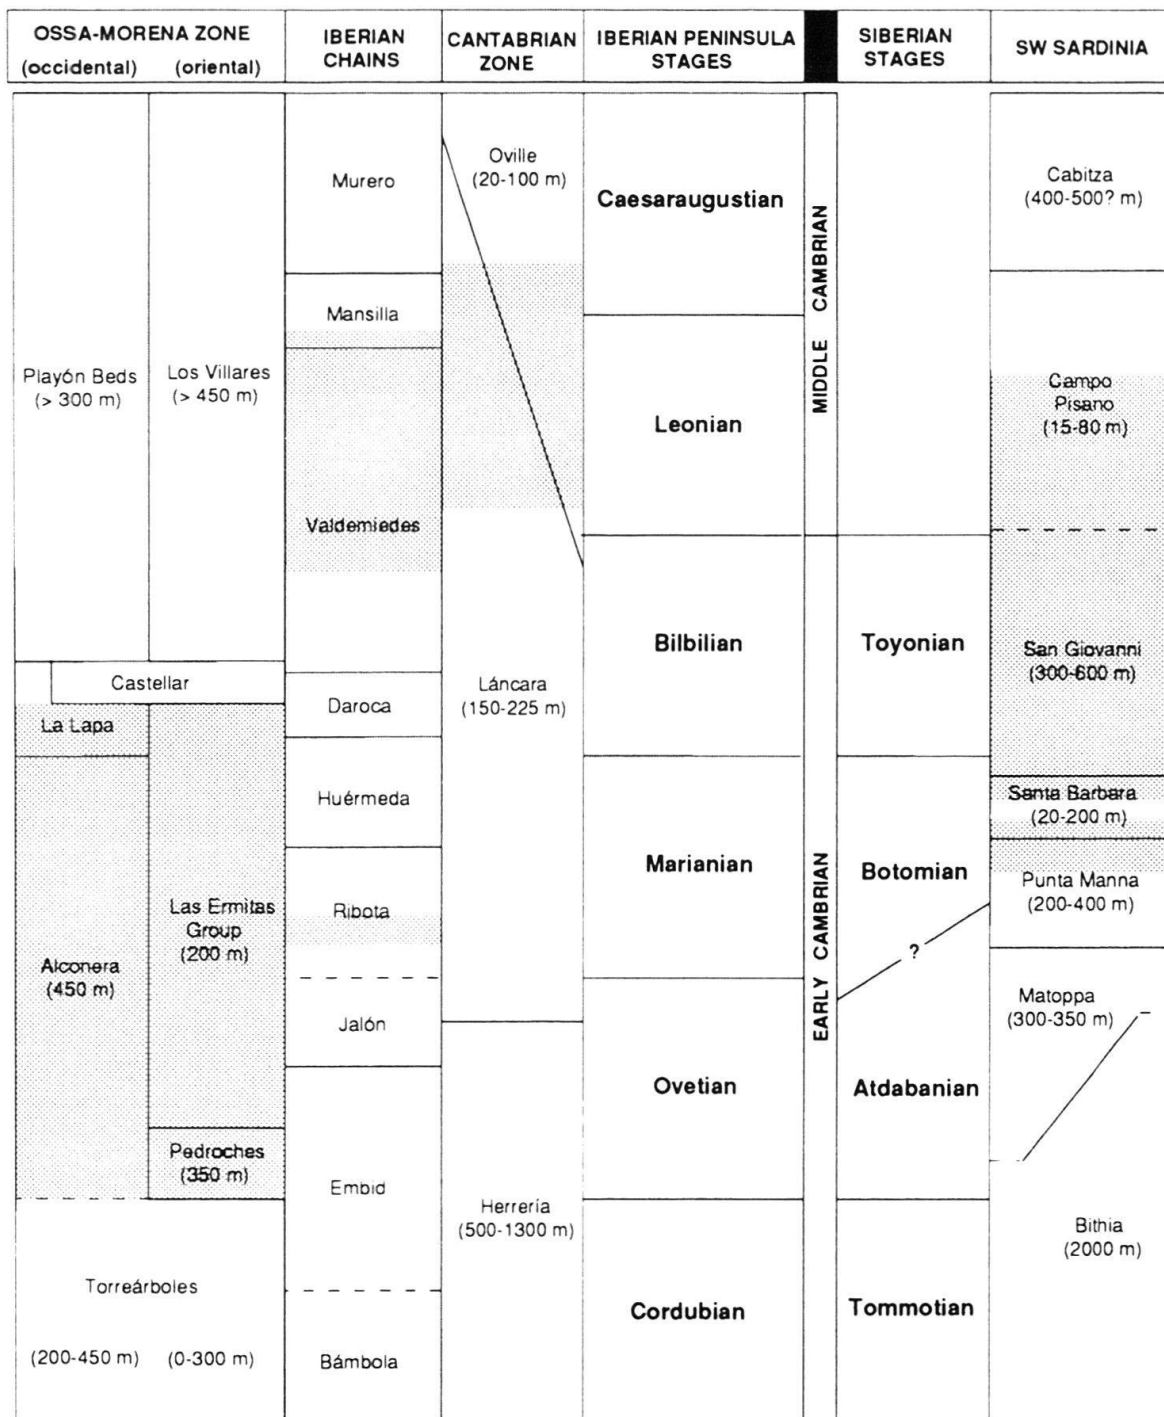 OSSA-MORENA ZONE
(occidental) (oriental)
IBERIAN
CHAINS
CANTABRIAN
ZONE
IBERIAN PENINSULA
STAGES
SIBERIAN
STAGES
SW SARDINIA
Playón Beds
(> 300 m)
Los Villares
(> 450 m)
Castellar
La Lapa
Alconera
(450 m)
Las Ermitas
Group
(200 m)
Pedroches
(350 m)
Torreárboles
(200-450 m) (0-300 m)
Murero
Mansilla
Valdemiedes
Daroca
Huérmeda
Ribota
Jalón
Embid
Bámbola
Oville
(20-100 m)
Láncara
(150-225 m)
Herrería
(500-1300 m)
Caesaraugustian
Leonian
Bilbilian
Marianian
Ovetian
Cordubian
MIDDLE CAMBRIAN
EARLY CAMBRIAN
Toyonian
Botomian
?
Atdabanian
Tommotian
Cabitza
(400-500? m)
Campo
Pisano
(15-80 m)
San Giovanni
(300-600 m)
Santa Barbara
(20-200 m)
Punta Manna
(200-400 m)
Matoppa
(300-350 m)
Bithia
(2000 m)